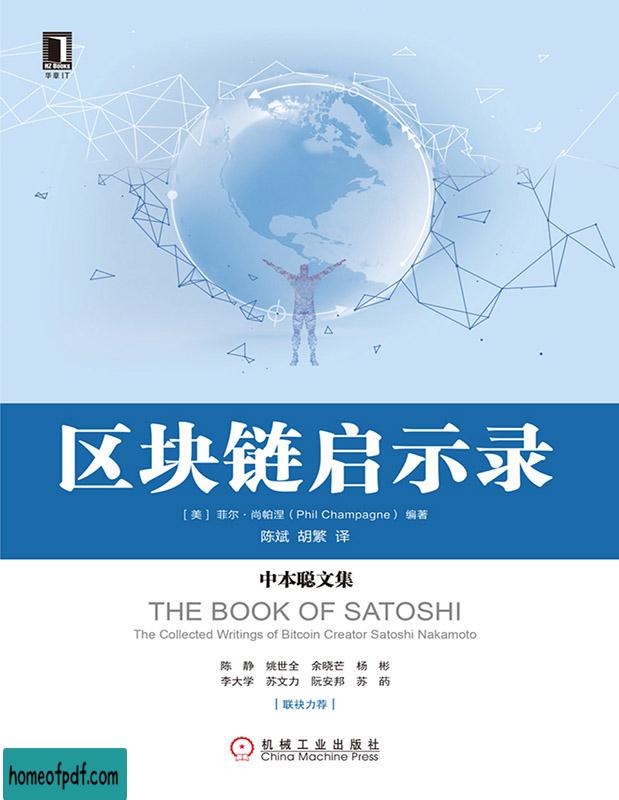 HZ BOOKS
华章 IT
区块链启示录
[美] 菲尔·尚帕涅(Phil Champagne) 编著
陈斌 胡繁 译
中本聪文集
THE BOOK OF SATOSHI
The Collected Writings of Bitcoin Creator Satoshi Nakamoto
陈 静 姚世全 余晓芒 杨 彬
李大学 苏文力 阮安邦 苏 菂
联袂力荐
机械工业出版社
China Machine Press
homeofpdf.com